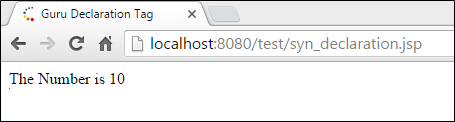 Guru Declaration Tag
localhost:8080/test/syn_declaration.jsp
The Number is 10